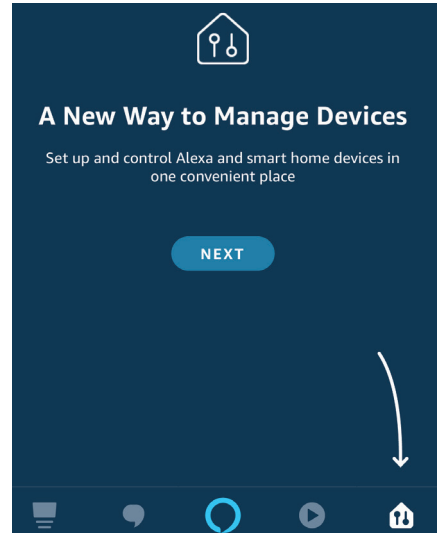 A New Way to Manage Devices
Set up and control Alexa and smart home devices in
one convenient place
NEXT